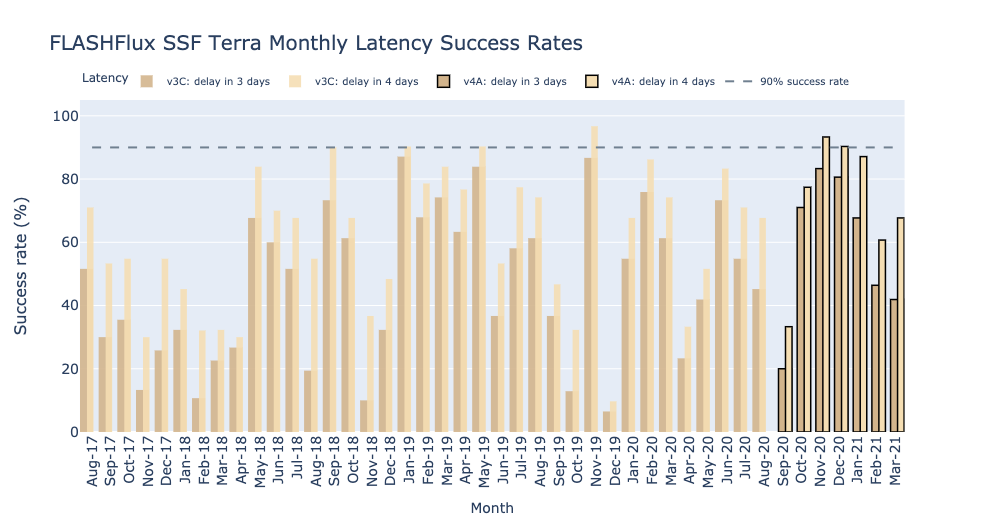 FLASHFlux SSF Terra Monthly Latency Success Rates
Latency v3C: delay in 3 days v3C: delay in 4 days v4A: delay in 3 days v4A: delay in 4 days 90% success rate
100
80
60
40
20
0
Success rate (%)
Aug-17 Sep-17 Oct-17 Nov-17 Dec-17 Jan-18 Feb-18 Mar-18 Apr-18 May-18 Jun-18 Jul-18 Aug-18 Sep-18 Oct-18 Nov-18 Dec-18 Jan-19 Feb-19 Mar-19 Apr-19 May-19 Jun-19 Jul-19 Aug-19 Sep-19 Oct-19 Nov-19 Dec-19 Jan-20 Feb-20 Mar-20 Apr-20 May-20 Jun-20 Jul-20 Aug-20 Sep-20 Oct-20 Nov-20 Dec-20 Jan-21 Feb-21 Mar-21
Month